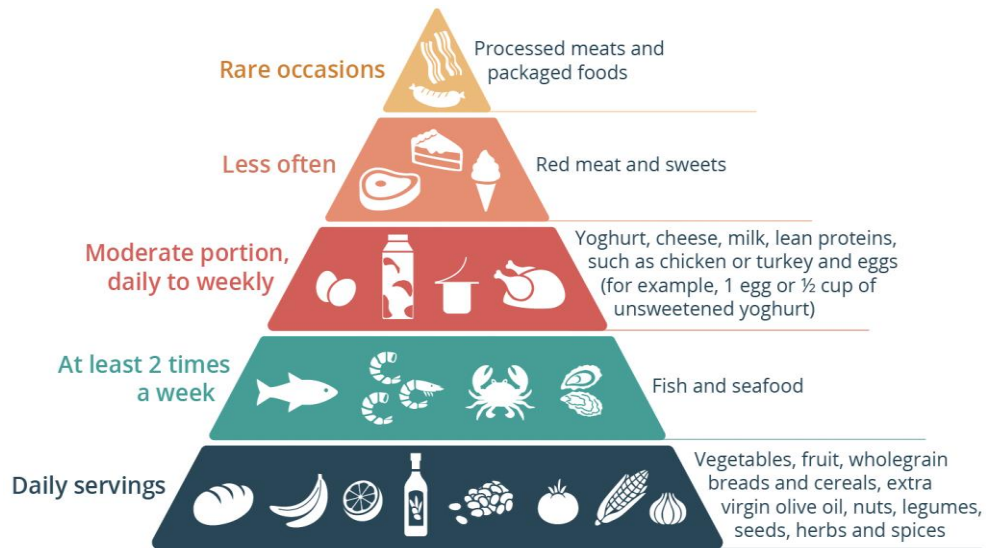 Rare occasions
Processed meats and
packaged foods
Less often
Red meat and sweets
Moderate portion,
daily to weekly
Yoghurt, cheese, milk, lean proteins,
such as chicken or turkey and eggs
(for example, 1 egg or ½ cup of
unsweetened yoghurt)
At least 2 times
a week
Fish and seafood
Daily servings
Vegetables, fruit, wholegrain
breads and cereals, extra
virgin olive oil, nuts, legumes,
seeds, herbs and spices